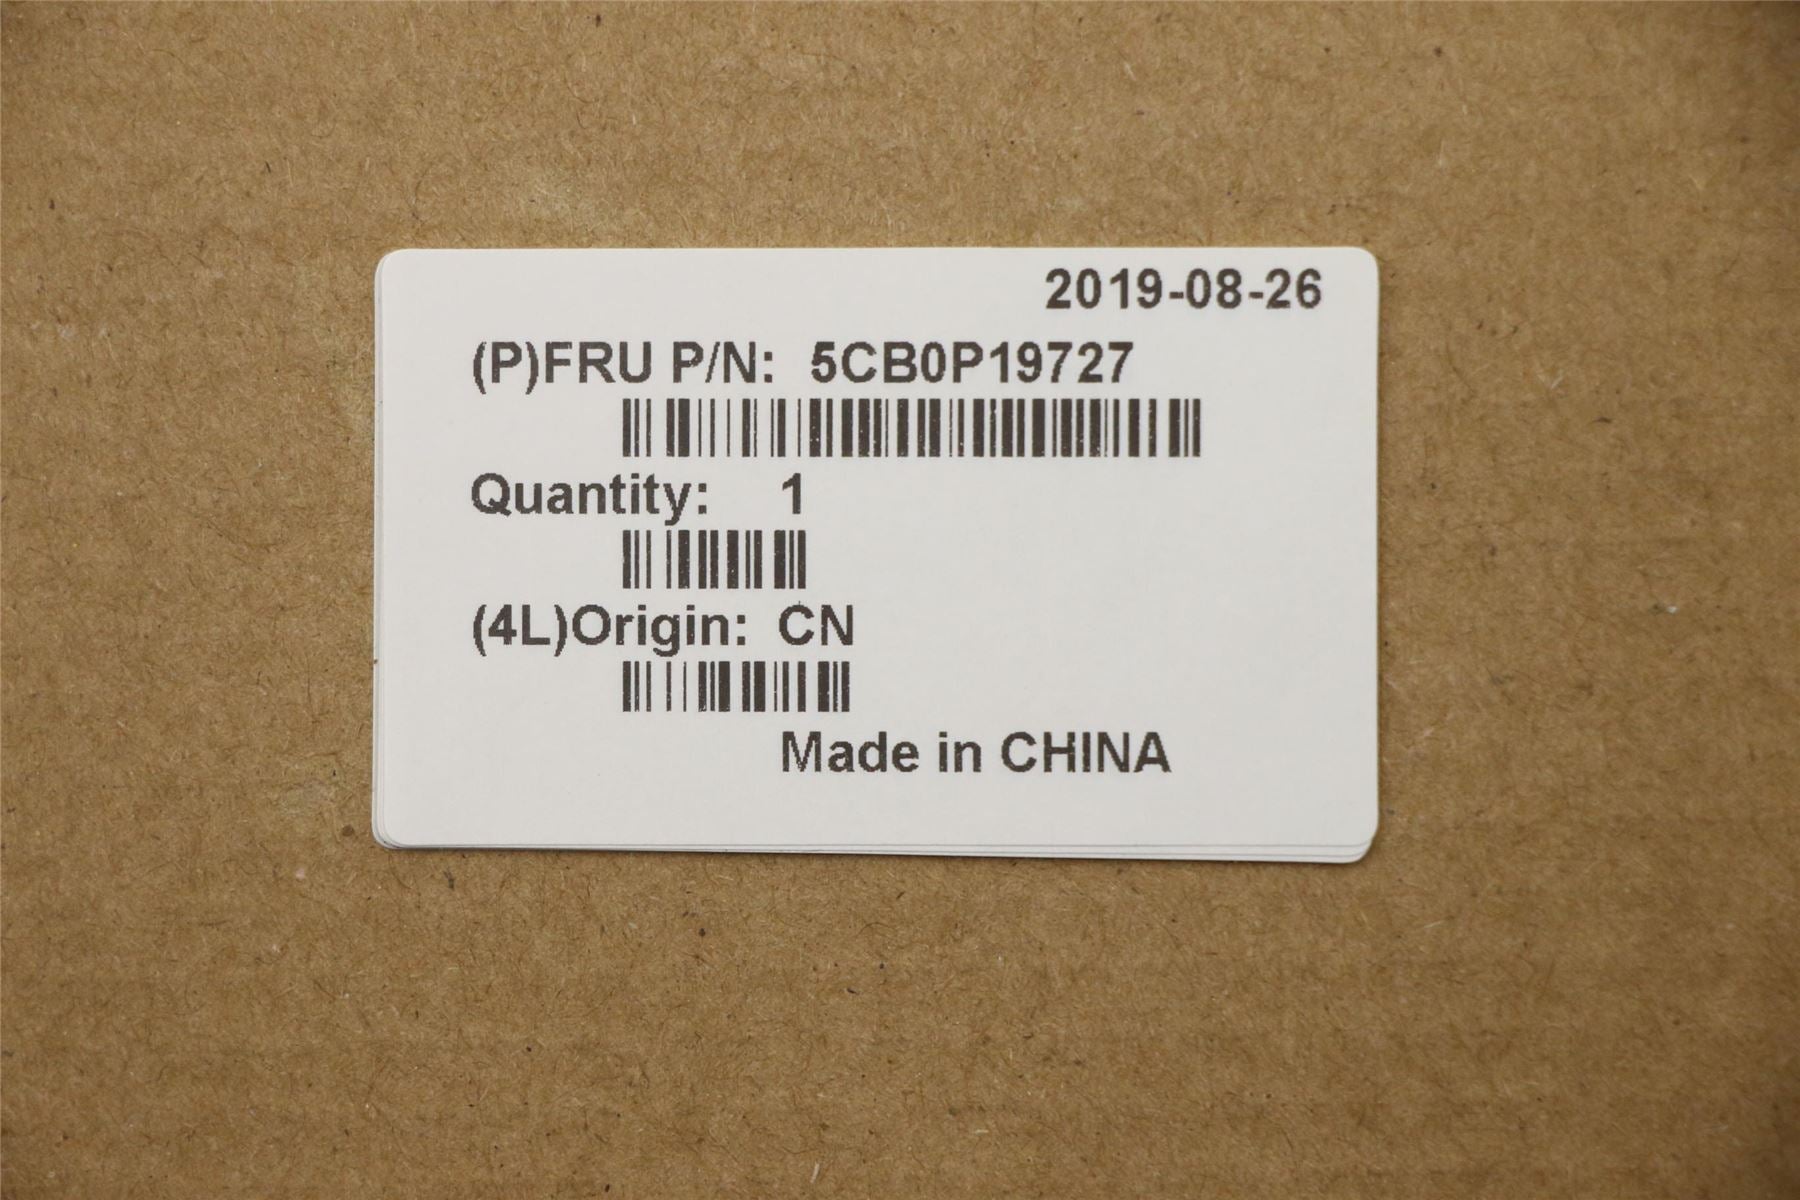 2019-08-26
(P)FRU P/N: 5CB0P19727
Quantity: 1
(4L)Origin: CN
Made in CHINA